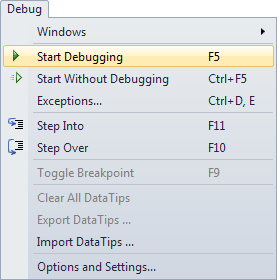 Debug
Windows
Start Debugging F5
Start Without Debugging Ctrl+F5
Exceptions... Ctrl+D, E
Step Into F11
Step Over F10
Toggle Breakpoint F9
Clear All DataTips
Export DataTips ...
Import DataTips ...
Options and Settings...